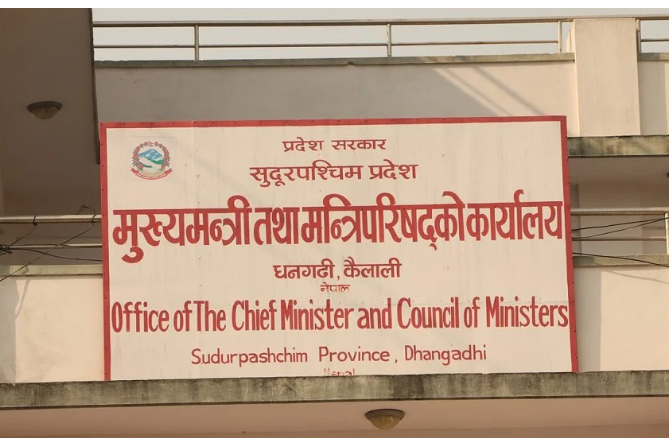 प्रदेश सरकार
सुदूरपश्चिम प्रदेश
मुख्यमन्त्री तथा मन्त्रिपरिषद्को कार्यालय
धनगढी, कैलाली
नेपाल
Office of The Chief Minister and Council of Ministers
Sudurpashchim Province, Dhangadhi
Nepal